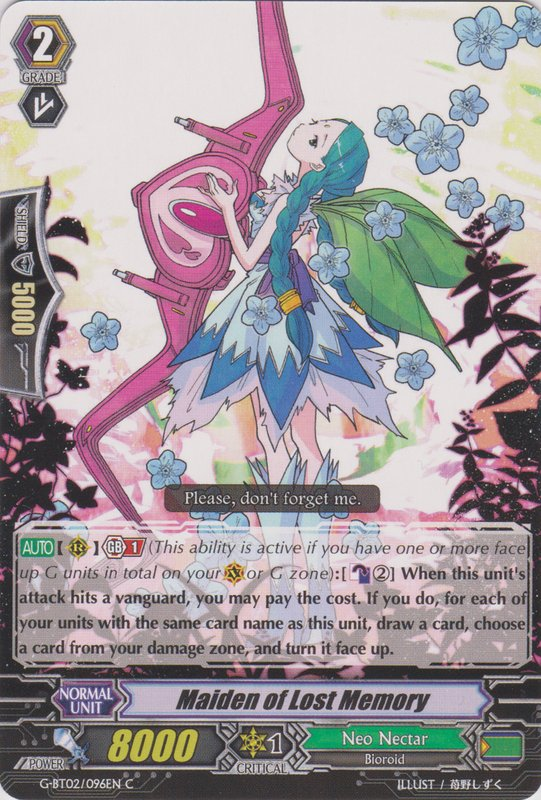 2
GRADE
SHIELD
5000
Please, don't forget me.
AUTO [ R ] GB 1 (This ability is active if you have one or more face
up G units in total on your V or G zone):[ ② ] When this unit's
attack hits a vanguard, you may pay the cost. If you do, for each of
your units with the same card name as this unit, draw a card, choose
a card from your damage zone, and turn it face up.
NORMAL
UNIT
Maiden of Lost Memory
POWER
8000
1
CRITICAL
Neo Nectar
Bioroid
G-BT02/096EN C
ILLUST / 苺野しずく